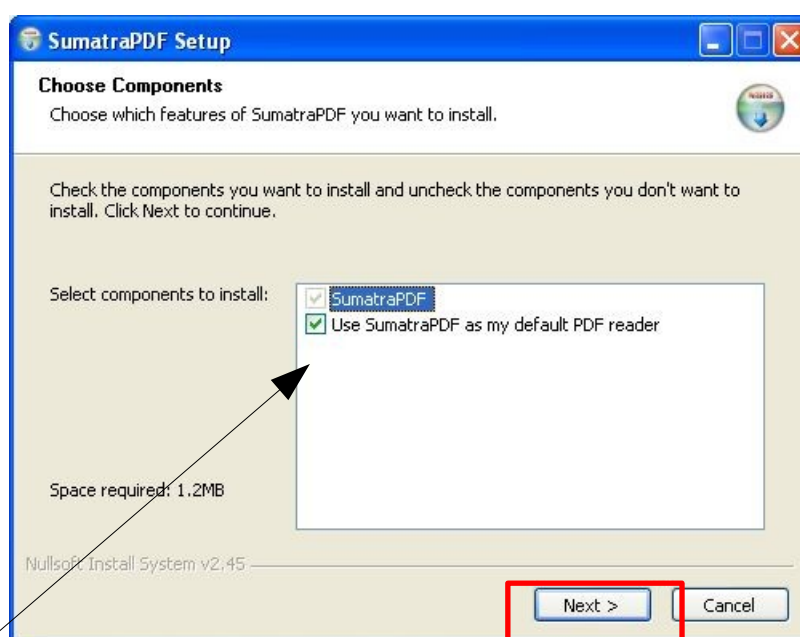 SumatraPDF Setup
Choose Components
Choose which features of SumatraPDF you want to install.
Check the components you want to install and uncheck the components you don't want to
install. Click Next to continue.
Select components to install:
SumatraPDF
Use SumatraPDF as my default PDF reader
Space required: 1.2MB
Nullsoft Install System v2.45
Next >
Cancel